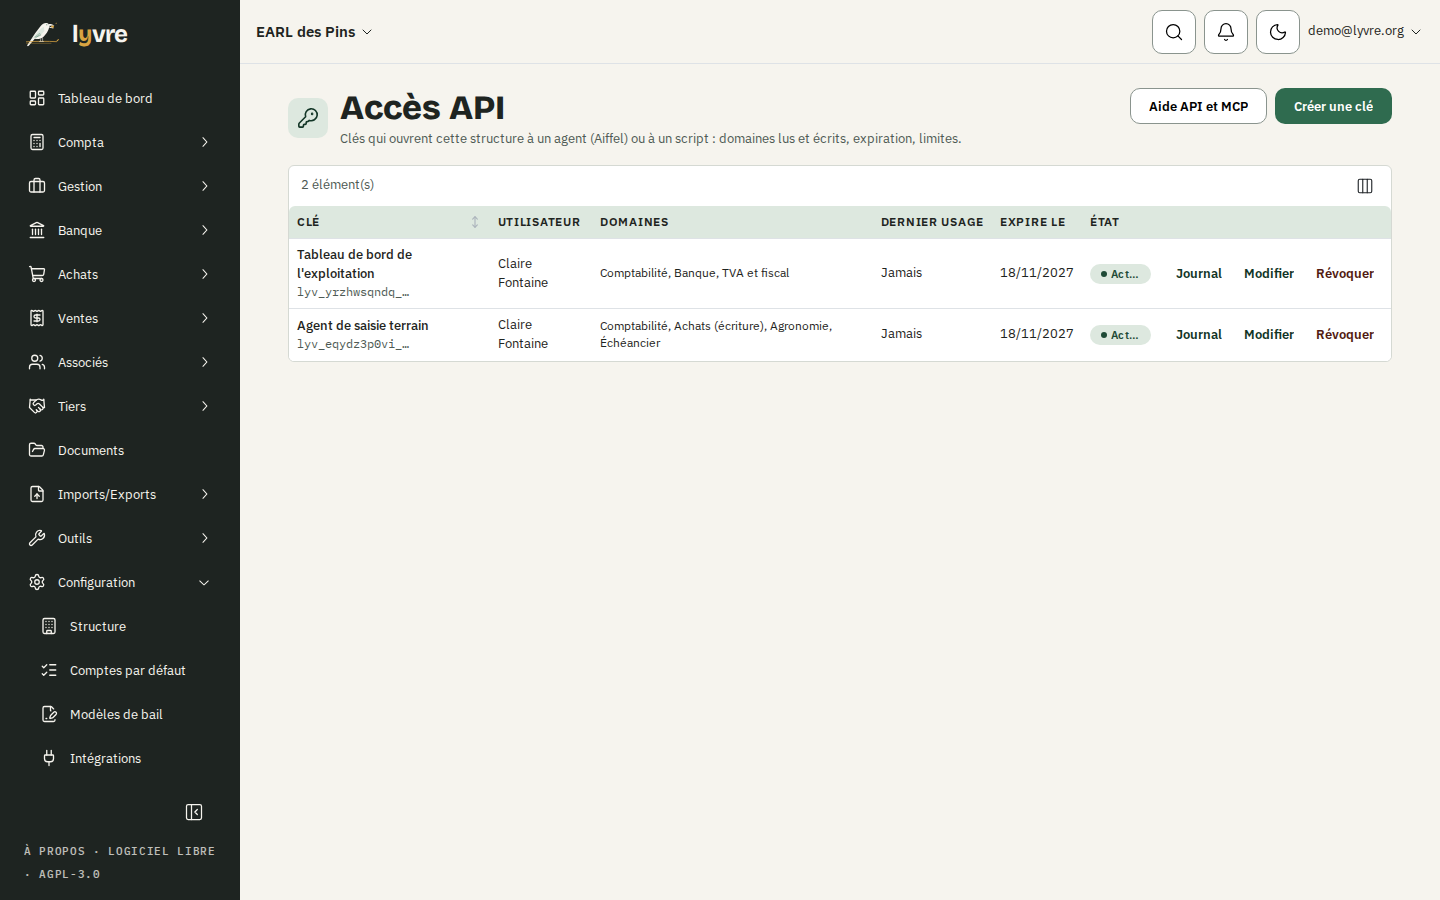 lyvre
EARL des Pins
demo@lyvre.org
Tableau de bord
Compta
Gestion
Banque
Achats
Ventes
Associés
Tiers
Documents
Imports/Exports
Outils
Configuration
Structure
Comptes par défaut
Modèles de bail
Intégrations
À PROPOS · LOGICIEL LIBRE
· AGPL-3.0
Accès API
Clés qui ouvrent cette structure à un agent (Aiffel) ou à un script : domaines lus et écrits, expiration, limites.
Aide API et MCP
Créer une clé
2 élément(s)
CLÉ UTILISATEUR DOMAINES DERNIER USAGE EXPIRE LE ÉTAT
Tableau de bord de
l'exploitation
lyv_yrzhwsqndq_…
Claire
Fontaine
Comptabilité, Banque, TVA et fiscal
Jamais
18/11/2027
Act…
Journal
Modifier
Révoquer
Agent de saisie terrain
lyv_eqydz3p0vi_…
Claire
Fontaine
Comptabilité, Achats (écriture), Agronomie,
Échéancier
Jamais
18/11/2027
Act…
Journal
Modifier
Révoquer